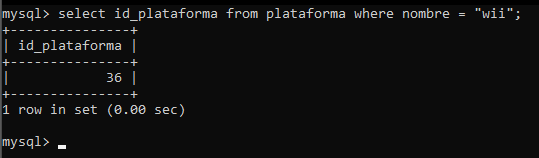 mysql> select id_plataforma from plataforma where nombre = "wii";
+---------------+
| id_plataforma |
+---------------+
|            36 |
+---------------+
1 row in set (0.00 sec)
mysql> _